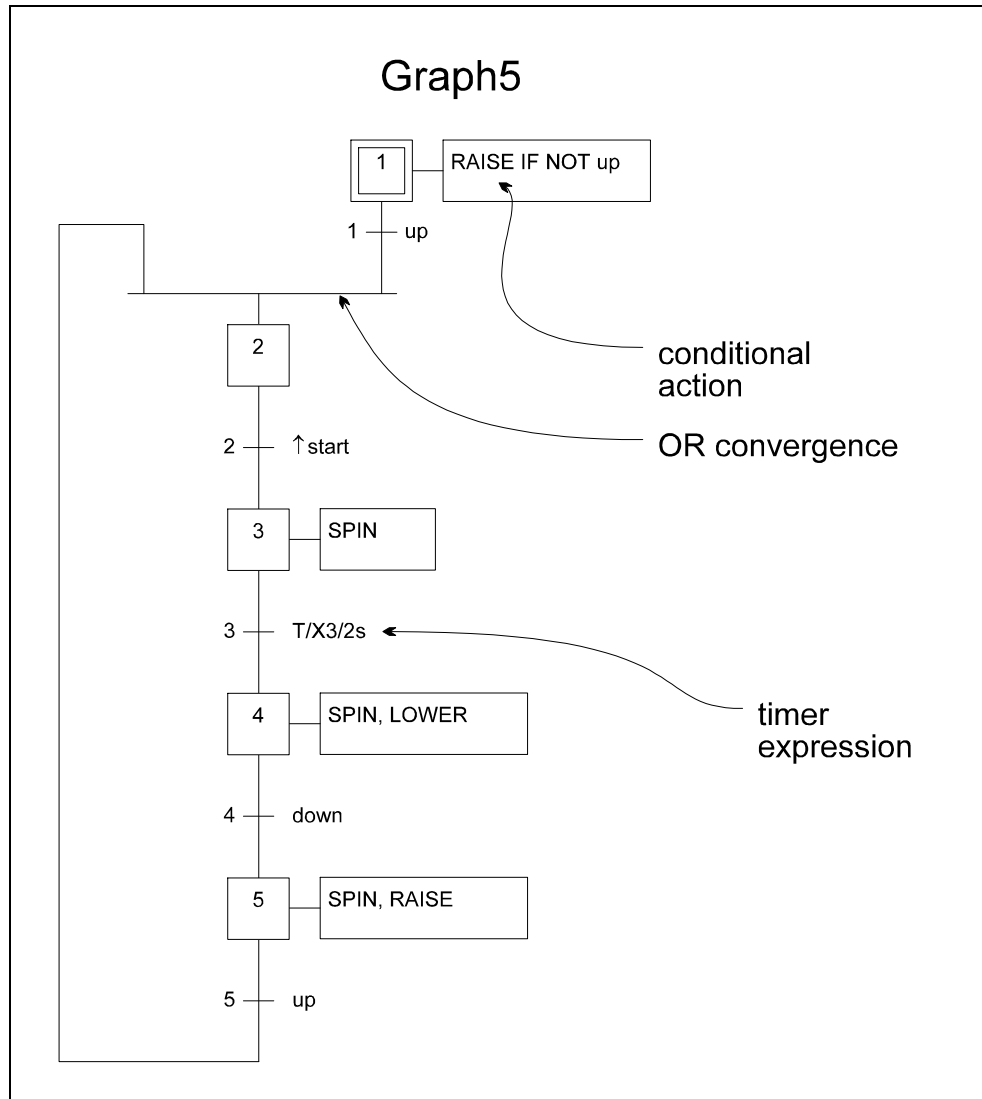 Graph5
1
RAISE IF NOT up
1
up
2
conditional
action
2
↑start
OR convergence
3
SPIN
3
T/X3/2s
4
SPIN, LOWER
timer
expression
4
down
5
SPIN, RAISE
5
up